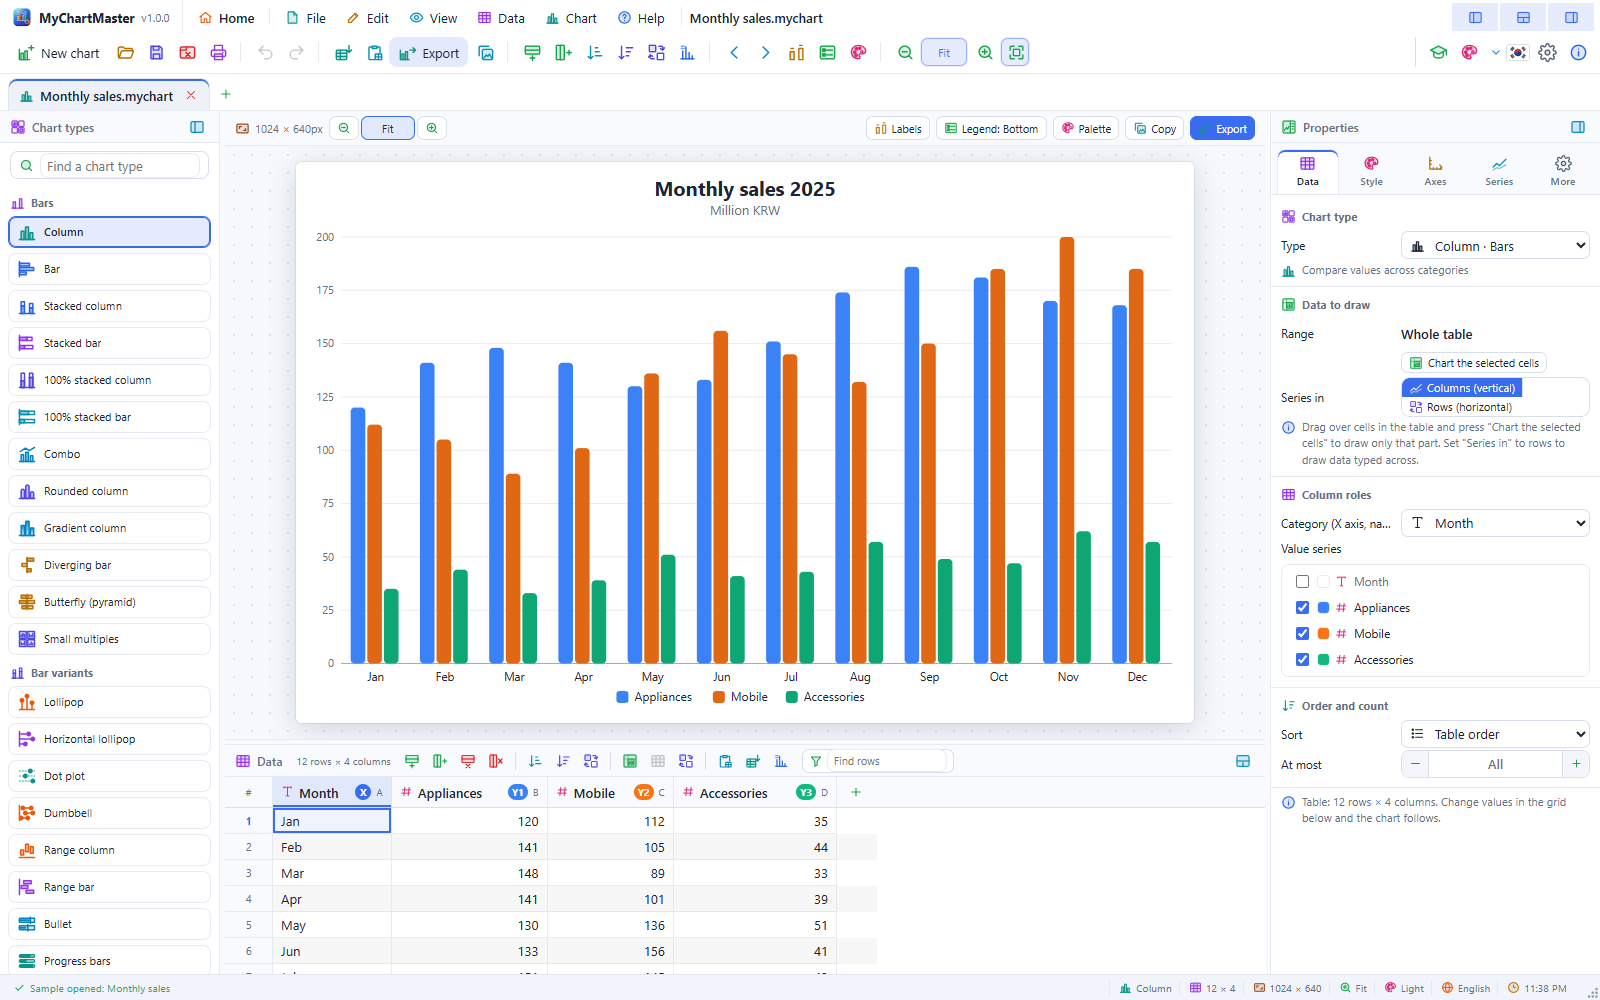 MyChartMaster v1.0.0 Home File Edit View Data Chart Help Monthly sales.mychart
New chart Export Fit
Monthly sales.mychart
Chart types
Find a chart type
Bars
Column
Bar
Stacked column
Stacked bar
100% stacked column
100% stacked bar
Combo
Rounded column
Gradient column
Diverging bar
Butterfly (pyramid)
Small multiples
Bar variants
Lollipop
Horizontal lollipop
Dot plot
Dumbbell
Range column
Range bar
Bullet
Progress bars
1024 × 640px Fit Labels Legend: Bottom Palette Copy Export
Monthly sales 2025
Million KRW
200
175
150
125
100
75
50
25
0
Jan Feb Mar Apr May Jun Jul Aug Sep Oct Nov Dec
Appliances Mobile Accessories
Data 12 rows × 4 columns Find rows
# Month X A # Appliances Y1 B # Mobile Y2 C # Accessories Y3 D
1 Jan 120 112 35
2 Feb 141 105 44
3 Mar 148 89 33
4 Apr 141 101 39
5 May 130 136 51
6 Jun 133 156 41
Properties
Data Style Axes Series More
Chart type
Type Column · Bars
Compare values across categories
Data to draw
Range Whole table
Chart the selected cells
Series in Columns (vertical)
Rows (horizontal)
Drag over cells in the table and press "Chart the selected
cells" to draw only that part. Set "Series in" to rows to
draw data typed across.
Column roles
Category (X axis, na... Month
Value series
Month
# Appliances
# Mobile
# Accessories
Order and count
Sort Table order
At most − All +
Table: 12 rows × 4 columns. Change values in the grid
below and the chart follows.
Sample opened: Monthly sales Column 12 × 4 1024 × 640 Fit Light English 11:38 PM